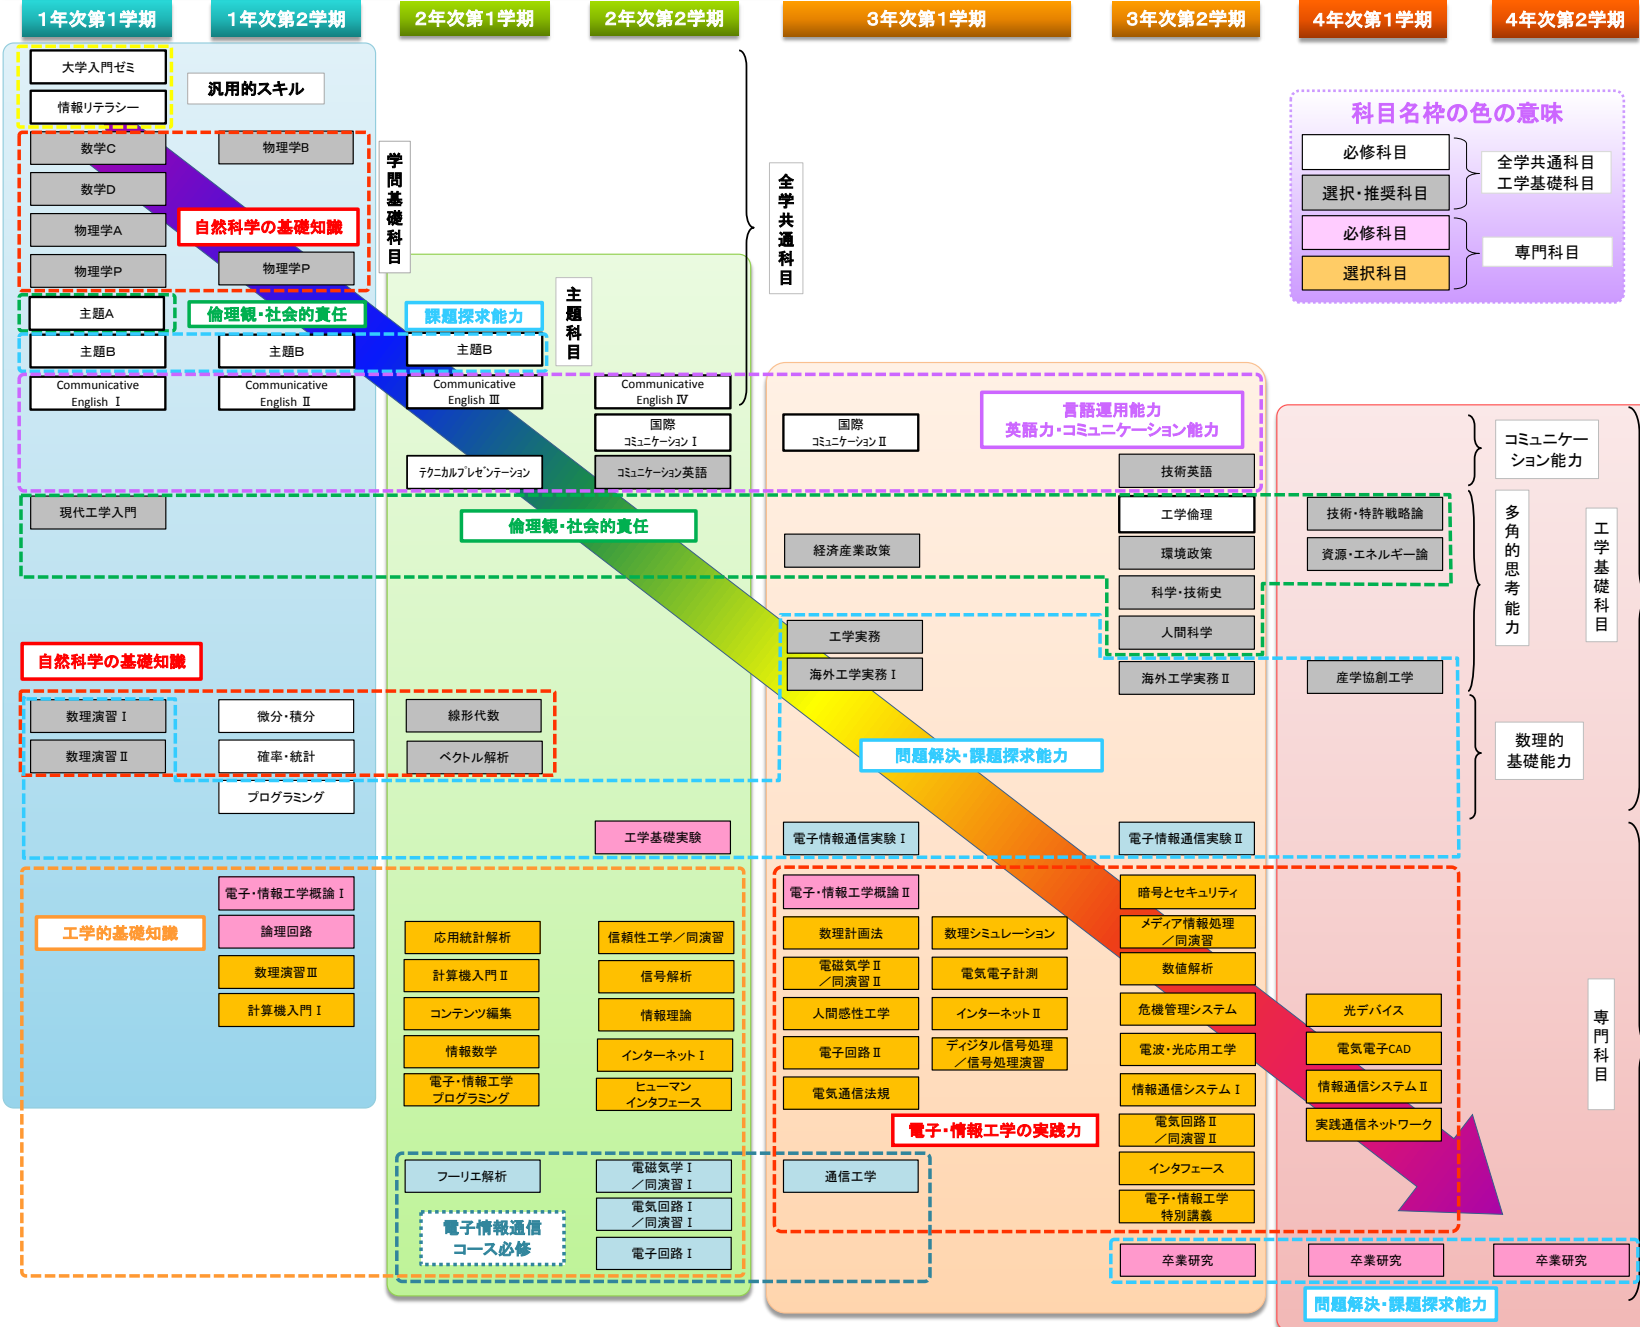 1年次第1学期
1年次第2学期
2年次第1学期
2年次第2学期
3年次第1学期
3年次第2学期
4年次第1学期
4年次第2学期
大学入門ゼミ
情報リテラシー
汎用的スキル
数学C
物理学B
数学D
物理学A
自然科学の基礎知識
物理学P
物理学P
学問基礎科目
主題A
倫理観・社会的責任
課題探求能力
主題B
主題B
主題B
主題科目
全学共通科目
科目名枠の色の意味
必修科目
選択・推奨科目
全学共通科目
工学基礎科目
必修科目
選択科目
専門科目
Communicative
English Ⅰ
Communicative
English Ⅱ
Communicative
English Ⅲ
Communicative
English Ⅳ
国際
コミュニケーションⅠ
国際
コミュニケーションⅡ
言語運用能力
英語力・コミュニケーション能力
テクニカルプレゼンテーション
コミュニケーション英語
技術英語
コミュニケー
ション能力
現代工学入門
倫理観・社会的責任
経済産業政策
工学倫理
環境政策
科学・技術史
人間科学
技術・特許戦略論
資源・エネルギー論
多角的思考能力
工学基礎科目
工学実務
海外工学実務Ⅰ
海外工学実務Ⅱ
産学協創工学
自然科学の基礎知識
数理演習Ⅰ
微分・積分
線形代数
数理演習Ⅱ
確率・統計
ベクトル解析
プログラミング
問題解決・課題探求能力
数理的
基礎能力
工学基礎実験
電子情報通信実験Ⅰ
電子情報通信実験Ⅱ
工学的基礎知識
電子・情報工学概論Ⅰ
論理回路
数理演習Ⅲ
計算機入門Ⅰ
応用統計解析
計算機入門Ⅱ
コンテンツ編集
情報数学
電子・情報工学
プログラミング
信頼性工学／同演習
信号解析
情報理論
インターネットⅠ
ヒューマン
インタフェース
電子・情報工学概論Ⅱ
数理計画法
電磁気学Ⅱ
／同演習Ⅱ
人間感性工学
電子回路Ⅱ
電気通信法規
数理シミュレーション
電気電子計測
インターネットⅡ
ディジタル信号処理
／信号処理演習
電子・情報工学の実践力
暗号とセキュリティ
メディア情報処理
／同演習
数値解析
危機管理システム
電波・光応用工学
情報通信システムⅠ
電気回路Ⅱ
／同演習Ⅱ
インタフェース
電子・情報工学
特別講義
光デバイス
電気電子CAD
情報通信システムⅡ
実践通信ネットワーク
専門科目
フーリエ解析
電磁気学Ⅰ
／同演習Ⅰ
電気回路Ⅰ
／同演習Ⅰ
電子回路Ⅰ
通信工学
電子情報通信
コース必修
卒業研究
卒業研究
卒業研究
問題解決・課題探求能力